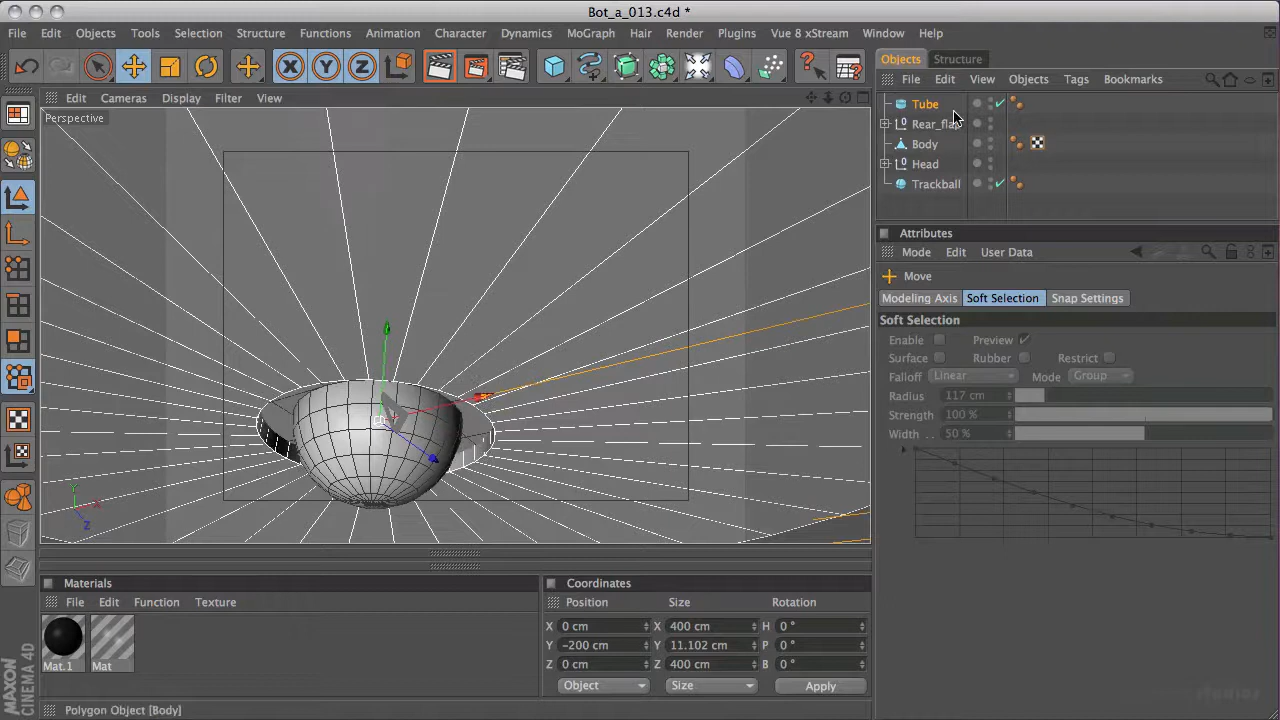 Bot_a_013.c4d *
File Edit Objects Tools Selection Structure Functions Animation Character Dynamics MoGraph Hair Render Plugins Vue 8 xStream Window Help
X Y Z
Objects Structure
File Edit View Objects Tags Bookmarks
Edit Cameras Display Filter View
Perspective
Tube
Rear_flap
Body
Head
Trackball
Attributes
Mode Edit User Data
Move
Modeling Axis Soft Selection Snap Settings
Soft Selection
Enable Preview
Surface Rubber Restrict
Falloff Linear Mode Group
Radius 117 cm
Strength 100 %
Width . . 50 %
Y X Z
Materials
File Edit Function Texture
Mat.1 Mat
Coordinates
Position Size Rotation
X 0 cm X 400 cm H 0 °
Y -200 cm Y 11.102 cm P 0 °
Z 0 cm Z 400 cm B 0 °
Object Size Apply
MAXON
CINEMA 4D
Polygon Object [Body]